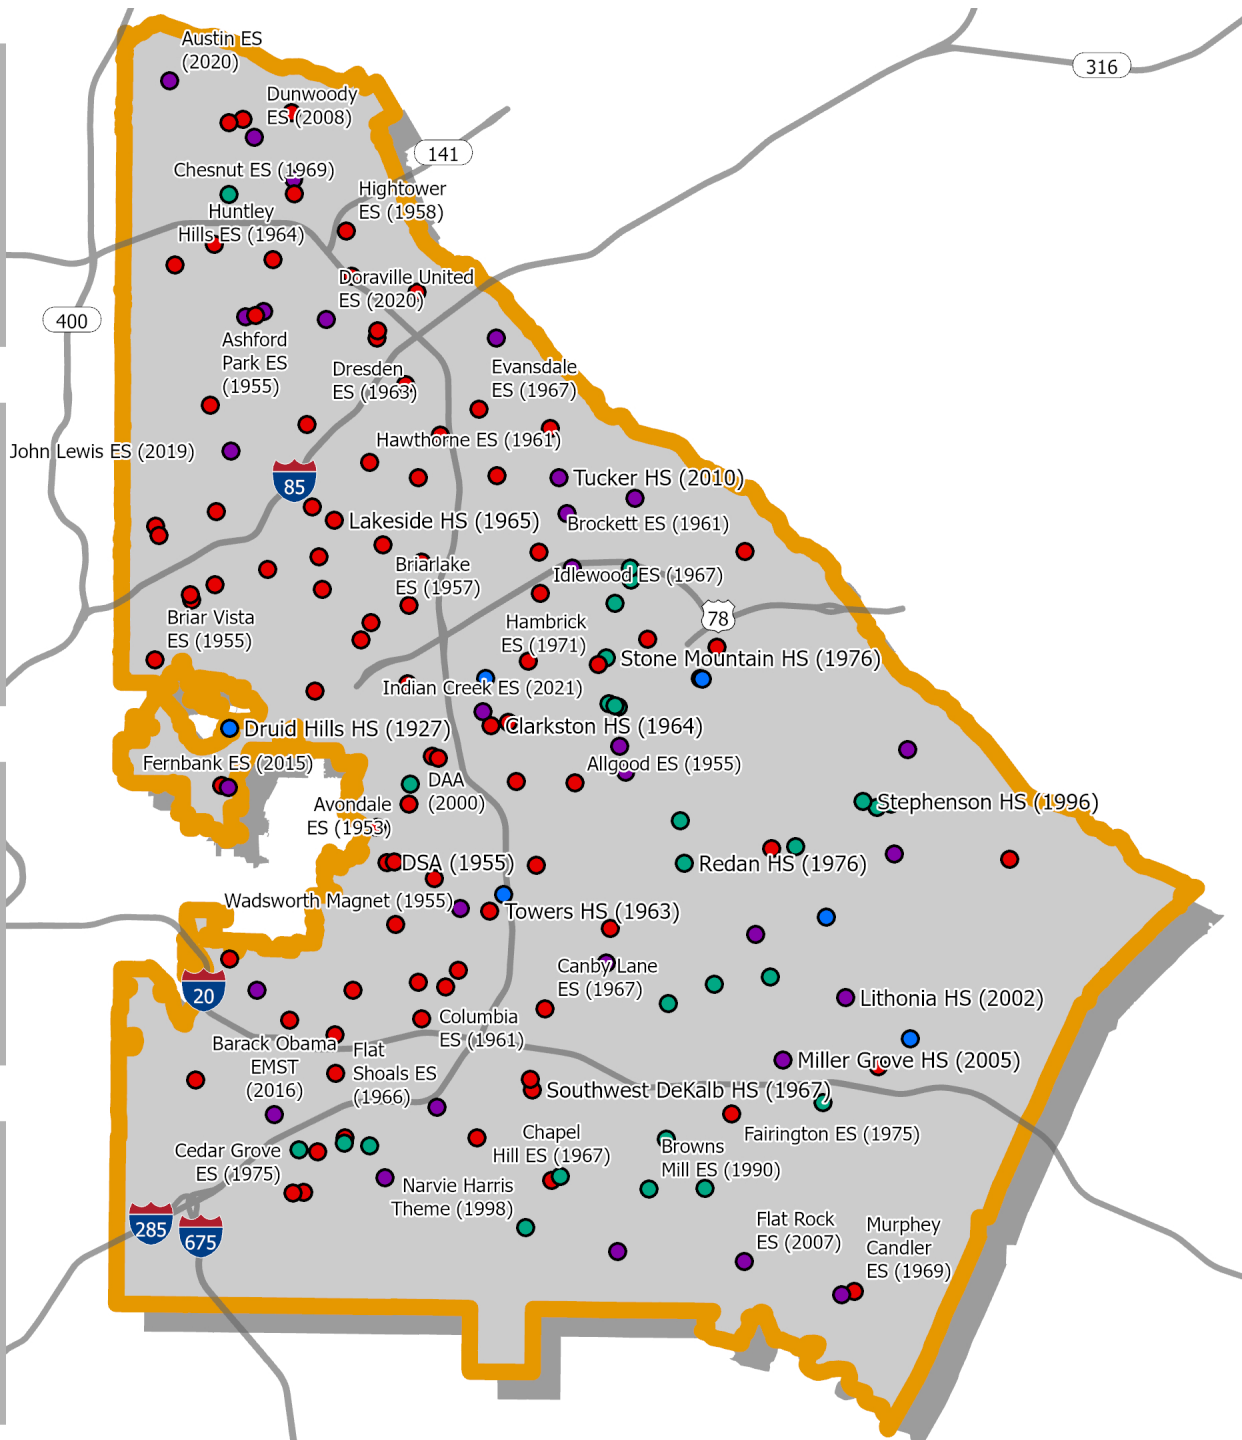 Austin ES
(2020)
316
Dunwoody
ES (2008)
141
Chesnut ES (1969)
Hightower
ES (1958)
Huntley
Hills ES (1964)
Doraville United
ES (2020)
400
Ashford
Park ES
(1955)
Dresden
ES (1963)
Evansdale
ES (1967)
Hawthorne ES (1961)
John Lewis ES (2019)
85
Tucker HS (2010)
Lakeside HS (1965)
Brockett ES (1961)
Briarlake
ES (1957)
Idlewood ES (1967)
Briar Vista
ES (1955)
Hambrick
ES (1971)
78
Stone Mountain HS (1976)
Indian Creek ES (2021)
Druid Hills HS (1927)
Clarkston HS (1964)
Fernbank ES (2015)
Allgood ES (1955)
DAA
(2000)
Avondale
ES (1953)
Stephenson HS (1996)
DSA (1955)
Redan HS (1976)
Wadsworth Magnet (1955)
Towers HS (1963)
Canby Lane
ES (1967)
20
Lithonia HS (2002)
Columbia
ES (1961)
Barack Obama
EMST
(2016)
Flat
Shoals ES
(1966)
Miller Grove HS (2005)
Southwest DeKalb HS (1967)
Fairington ES (1975)
Chapel
Hill ES (1967)
Cedar Grove
ES (1975)
Browns
Mill ES (1990)
Narvie Harris
Theme (1998)
285
675
Flat Rock
ES (2007)
Murphey
Candler
ES (1969)